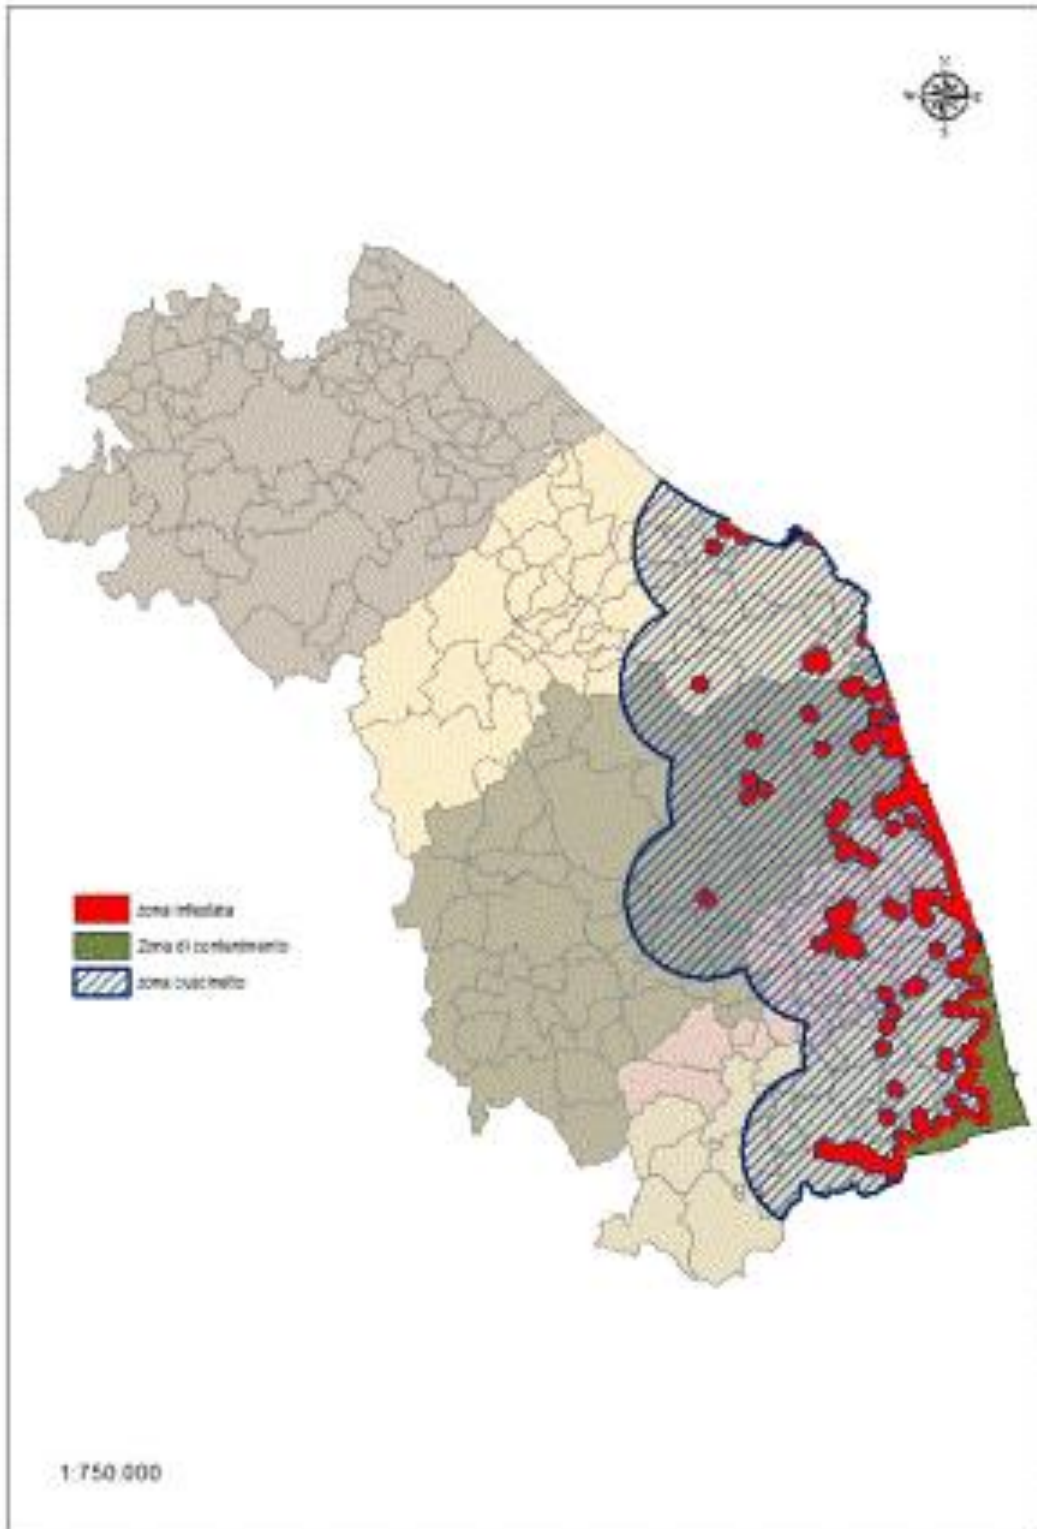 N
W E
S
zona infestata
Zona di contenimento
zona cuscinetto
1:750.000